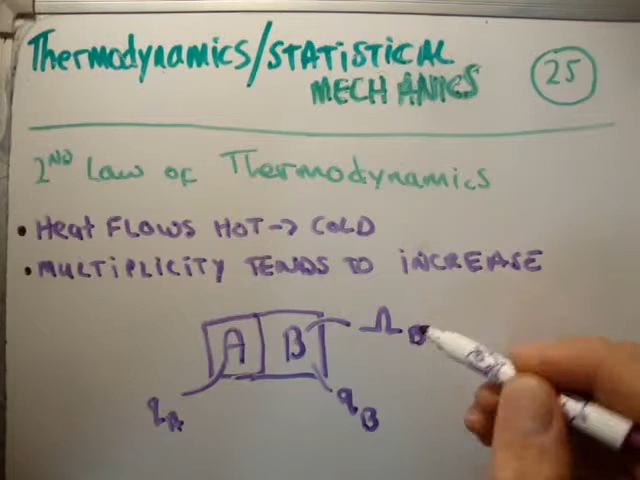 Thermodynamics/STATISTICAL
MECHANICS
25
2ND Law of Thermodynamics
• Heat FLOWS HOT -> COLD
• MULTIPLICITY TENDS TO INCREASE
A B Ω B
qA qB